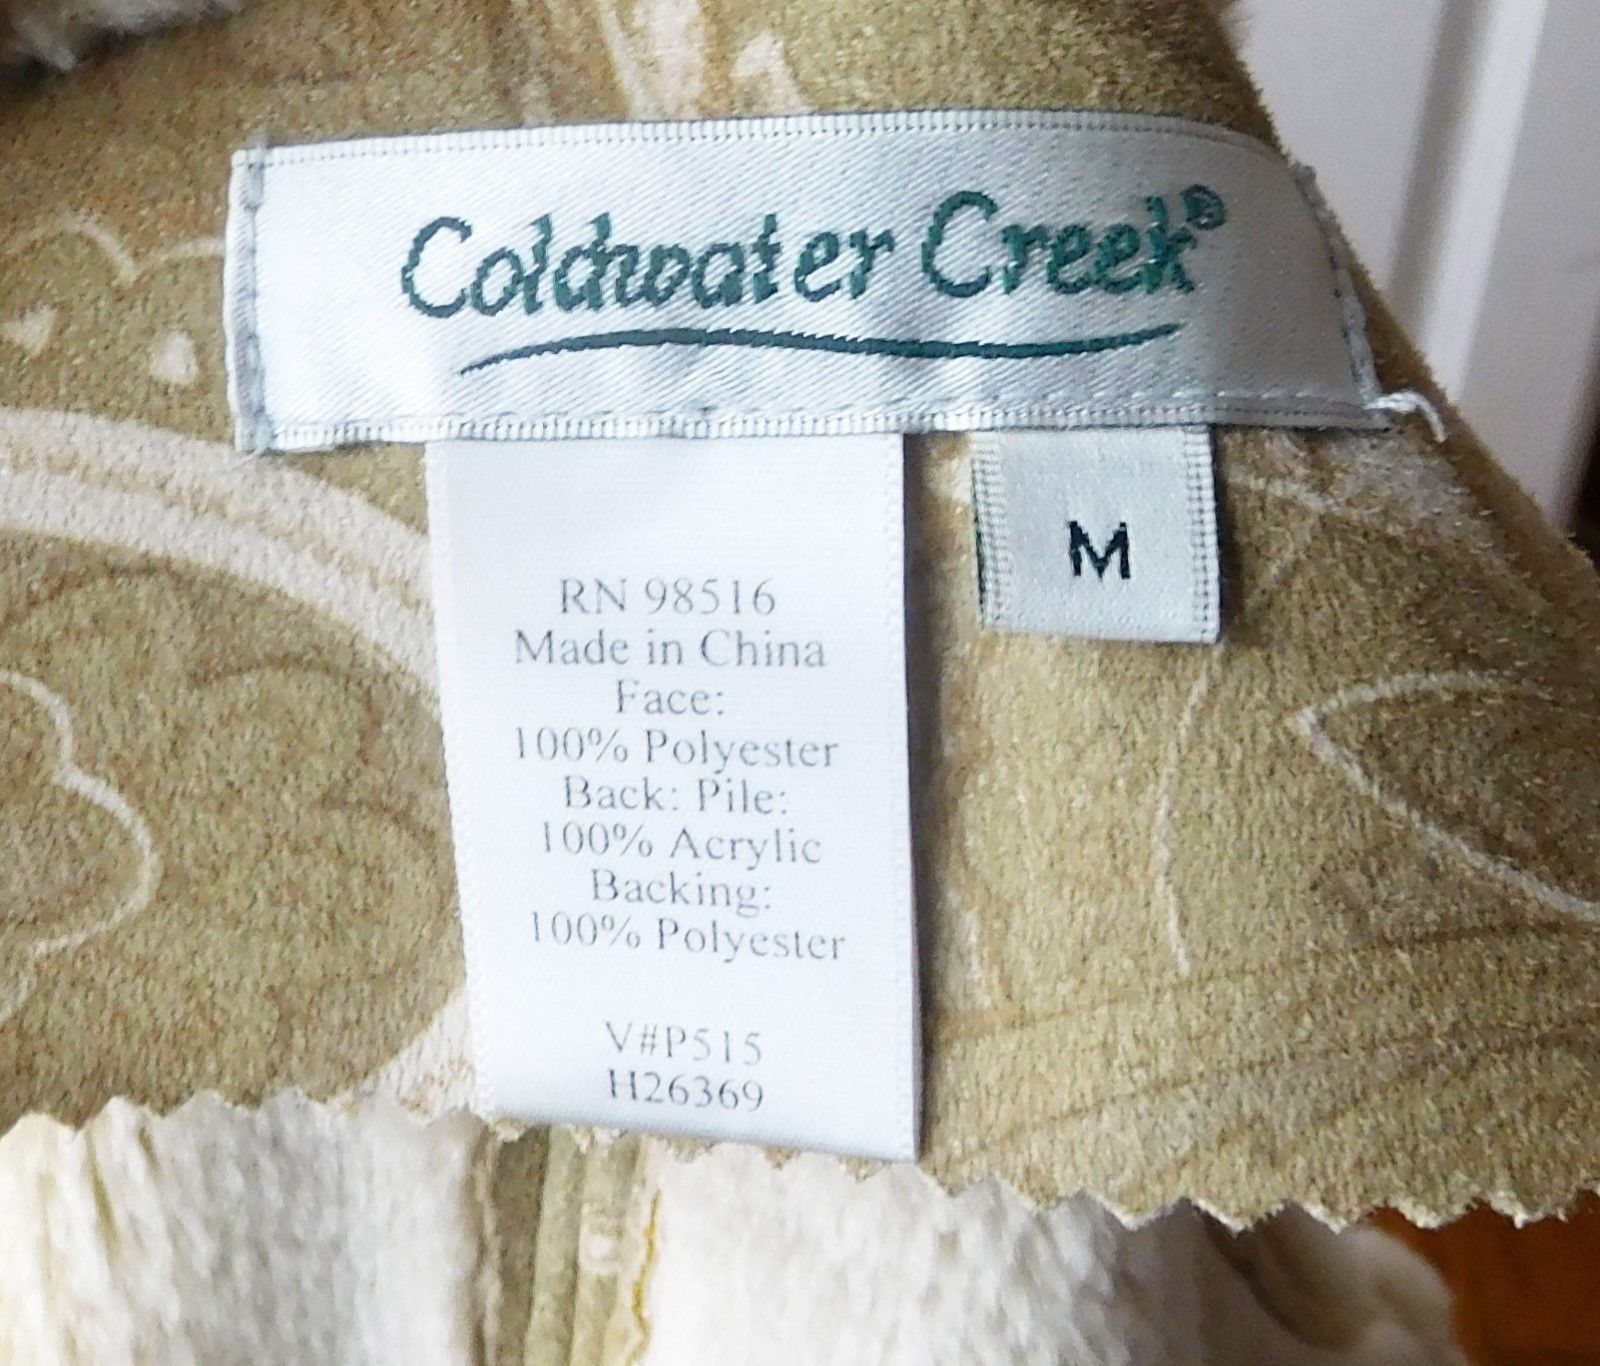 Coldwater Creek®
M
RN 98516
Made in China
Face:
100% Polyester
Back: Pile:
100% Acrylic
Backing:
100% Polyester
V#P515
H26369